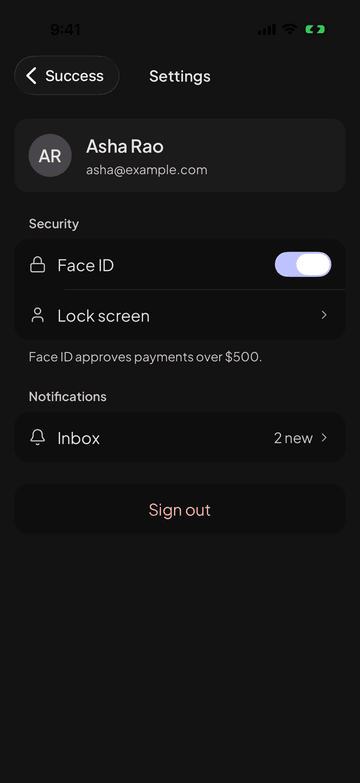 9:41
Success
Settings
AR
Asha Rao
asha@example.com
Security
Face ID
Lock screen
Face ID approves payments over $500.
Notifications
Inbox
2 new
Sign out